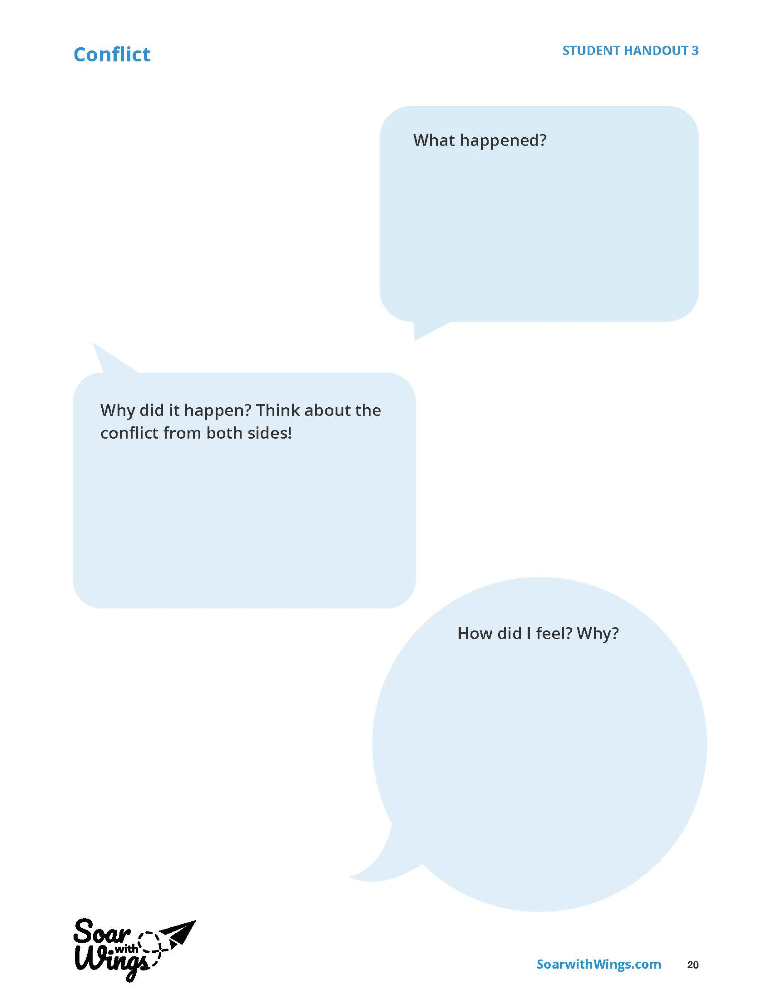 Conflict
STUDENT HANDOUT 3
What happened?
Why did it happen? Think about the
conflict from both sides!
How did I feel? Why?
Soar
with
Wings
SoarwithWings.com
20